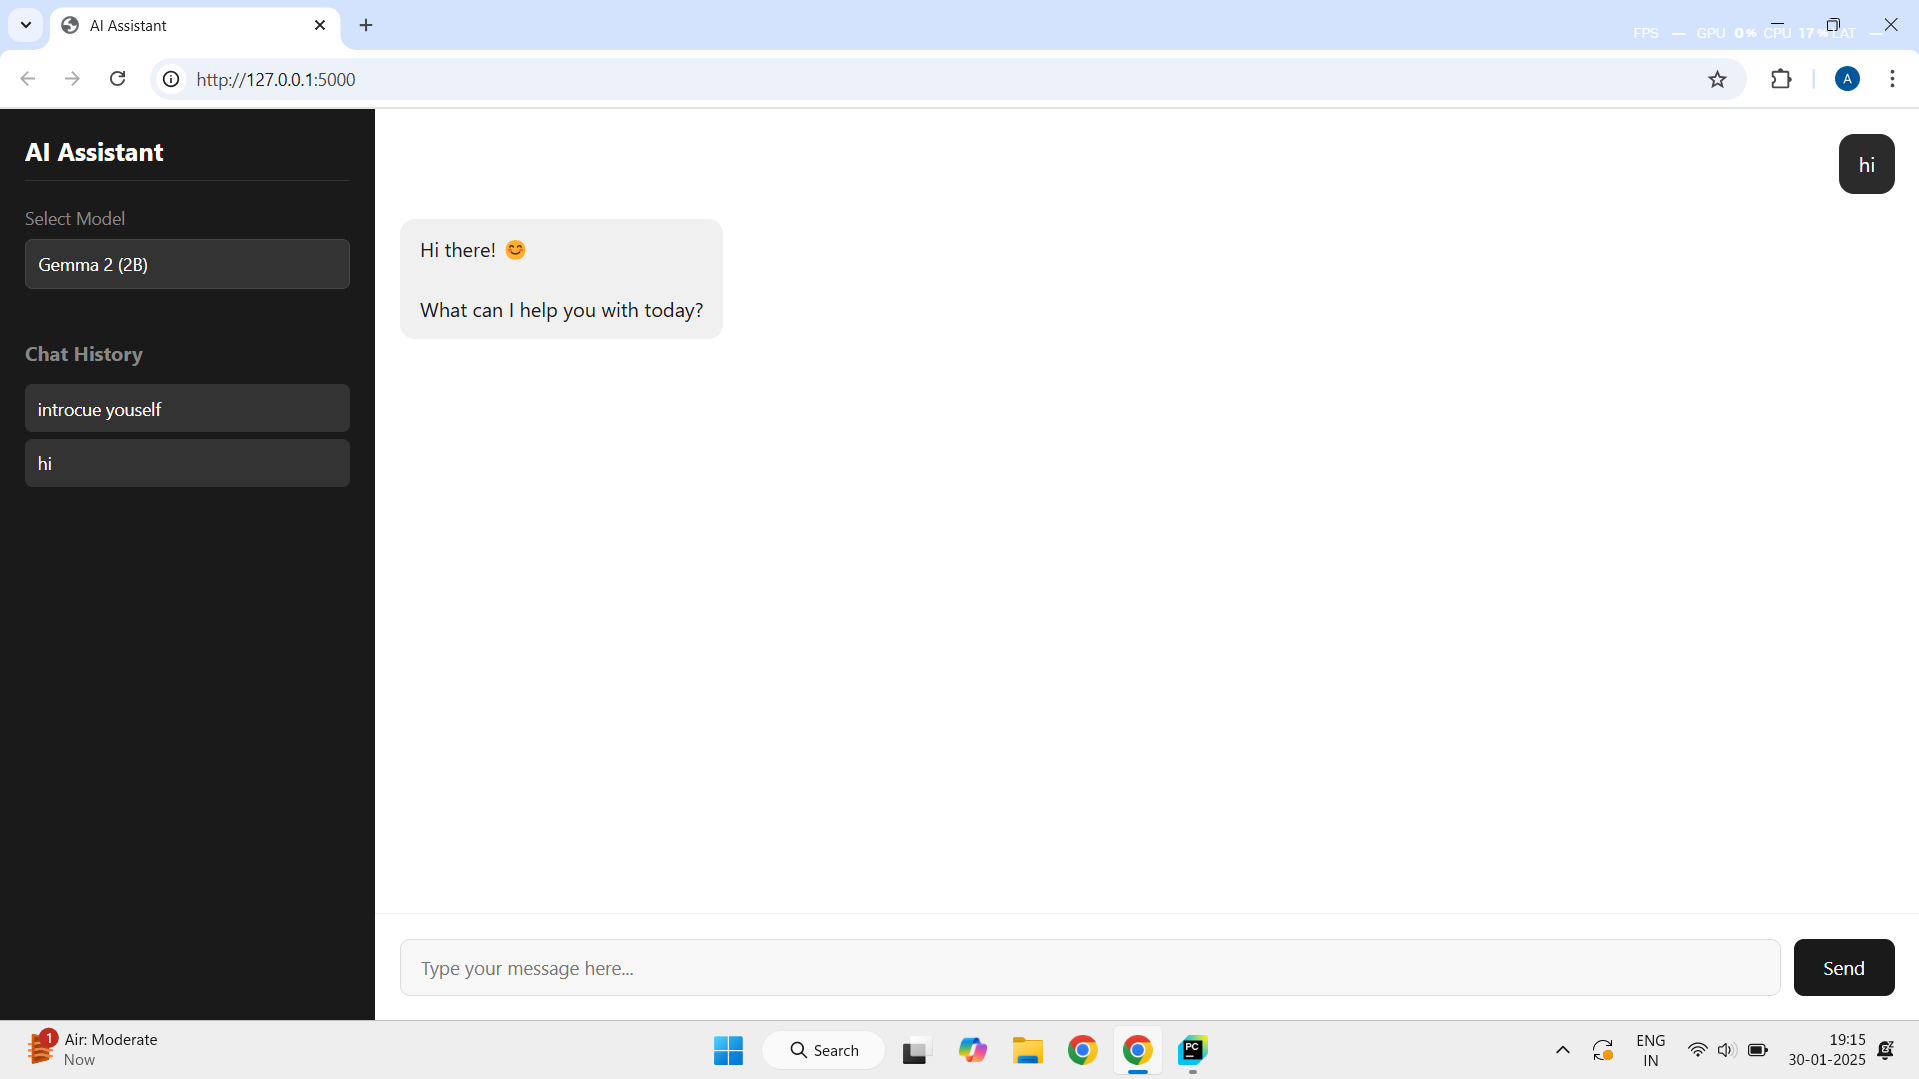 AI Assistant
FPS — GPU 0% CPU 17% LAT —
http://127.0.0.1:5000
A
AI Assistant
Select Model
Gemma 2 (2B)
Chat History
introcue youself
hi
hi
Hi there! 😊
What can I help you with today?
Type your message here...
Send
1
Air: Moderate
Now
Search
PC
ENG
IN
19:15
30-01-2025